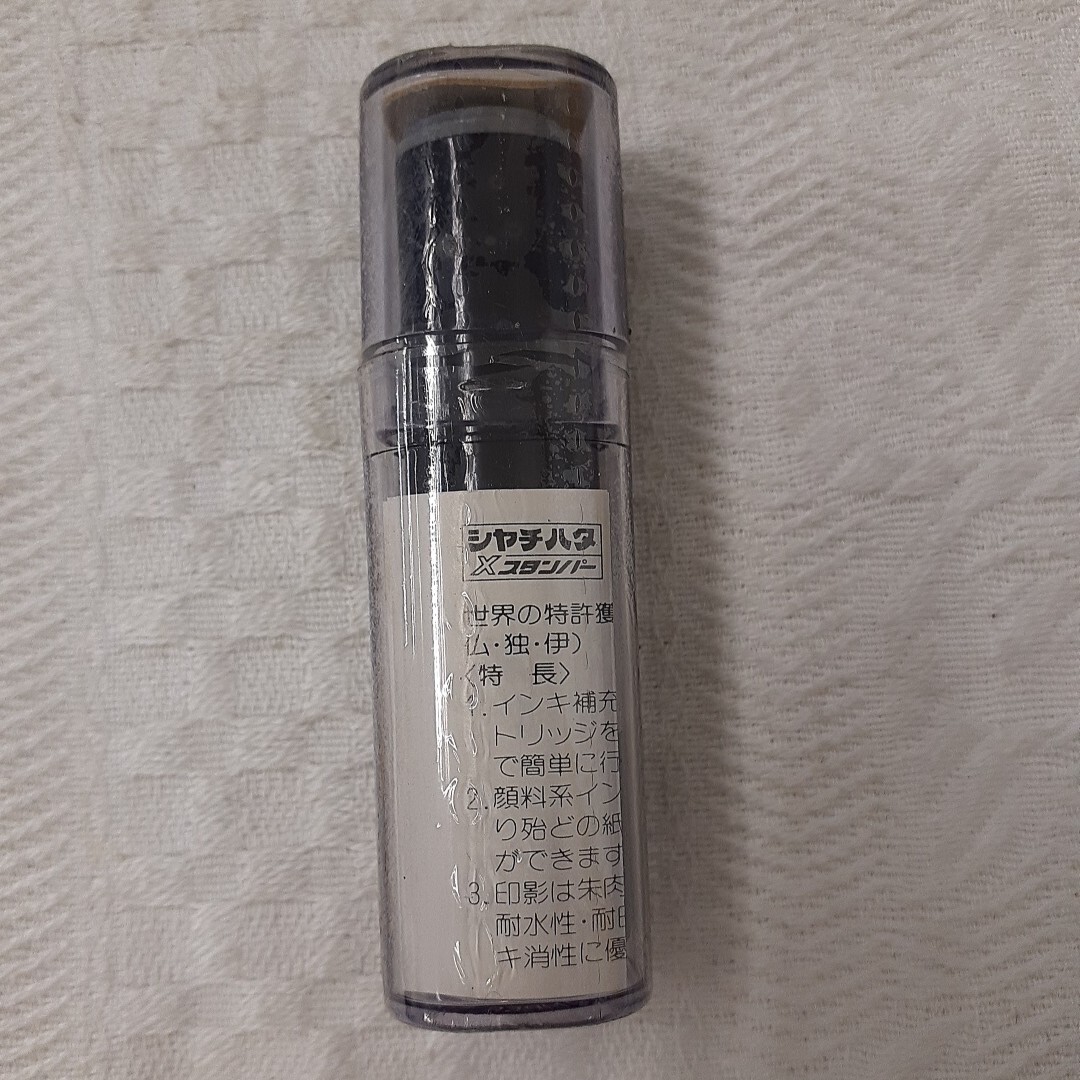 シヤチハタ
Xスタンパー
世界の特許獲
仏・独・伊）
〈特 長〉
1.インキ補充
トリッジを
で簡単に行
2.顔料系イン
り殆どの紙
ができます
3.印影は朱肉
耐水性・耐日
キ消性に優